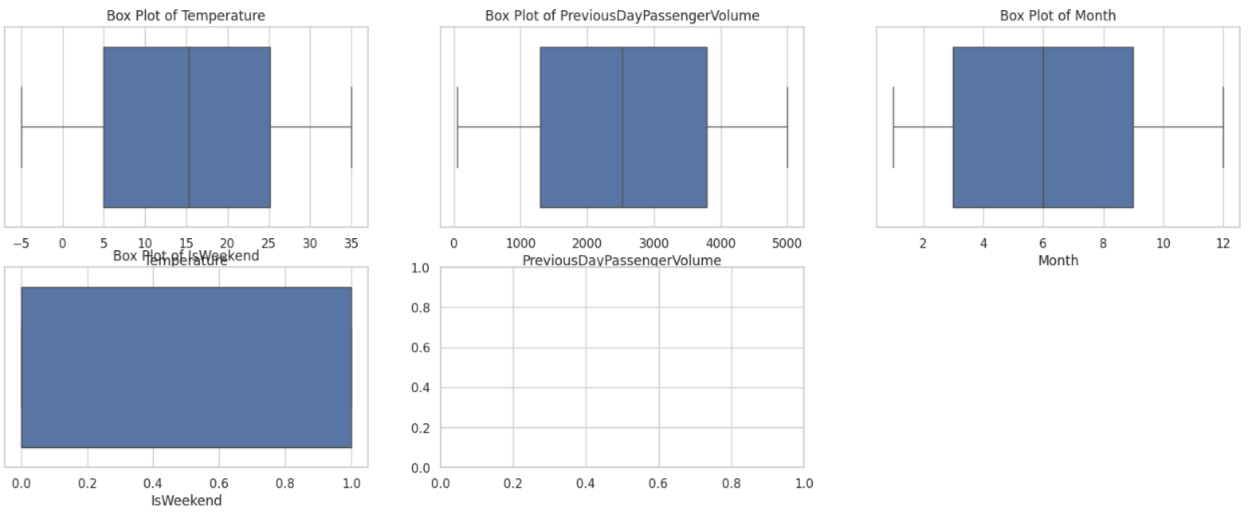 Box Plot of Temperature
−5 0 5 10 15 20 25 30 35
Temperature
Box Plot of PreviousDayPassengerVolume
0 1000 2000 3000 4000 5000
PreviousDayPassengerVolume
Box Plot of Month
2 4 6 8 10 12
Month
Box Plot of IsWeekend
0.0 0.2 0.4 0.6 0.8 1.0
IsWeekend
1.0
0.8
0.6
0.4
0.2
0.0
0.0 0.2 0.4 0.6 0.8 1.0